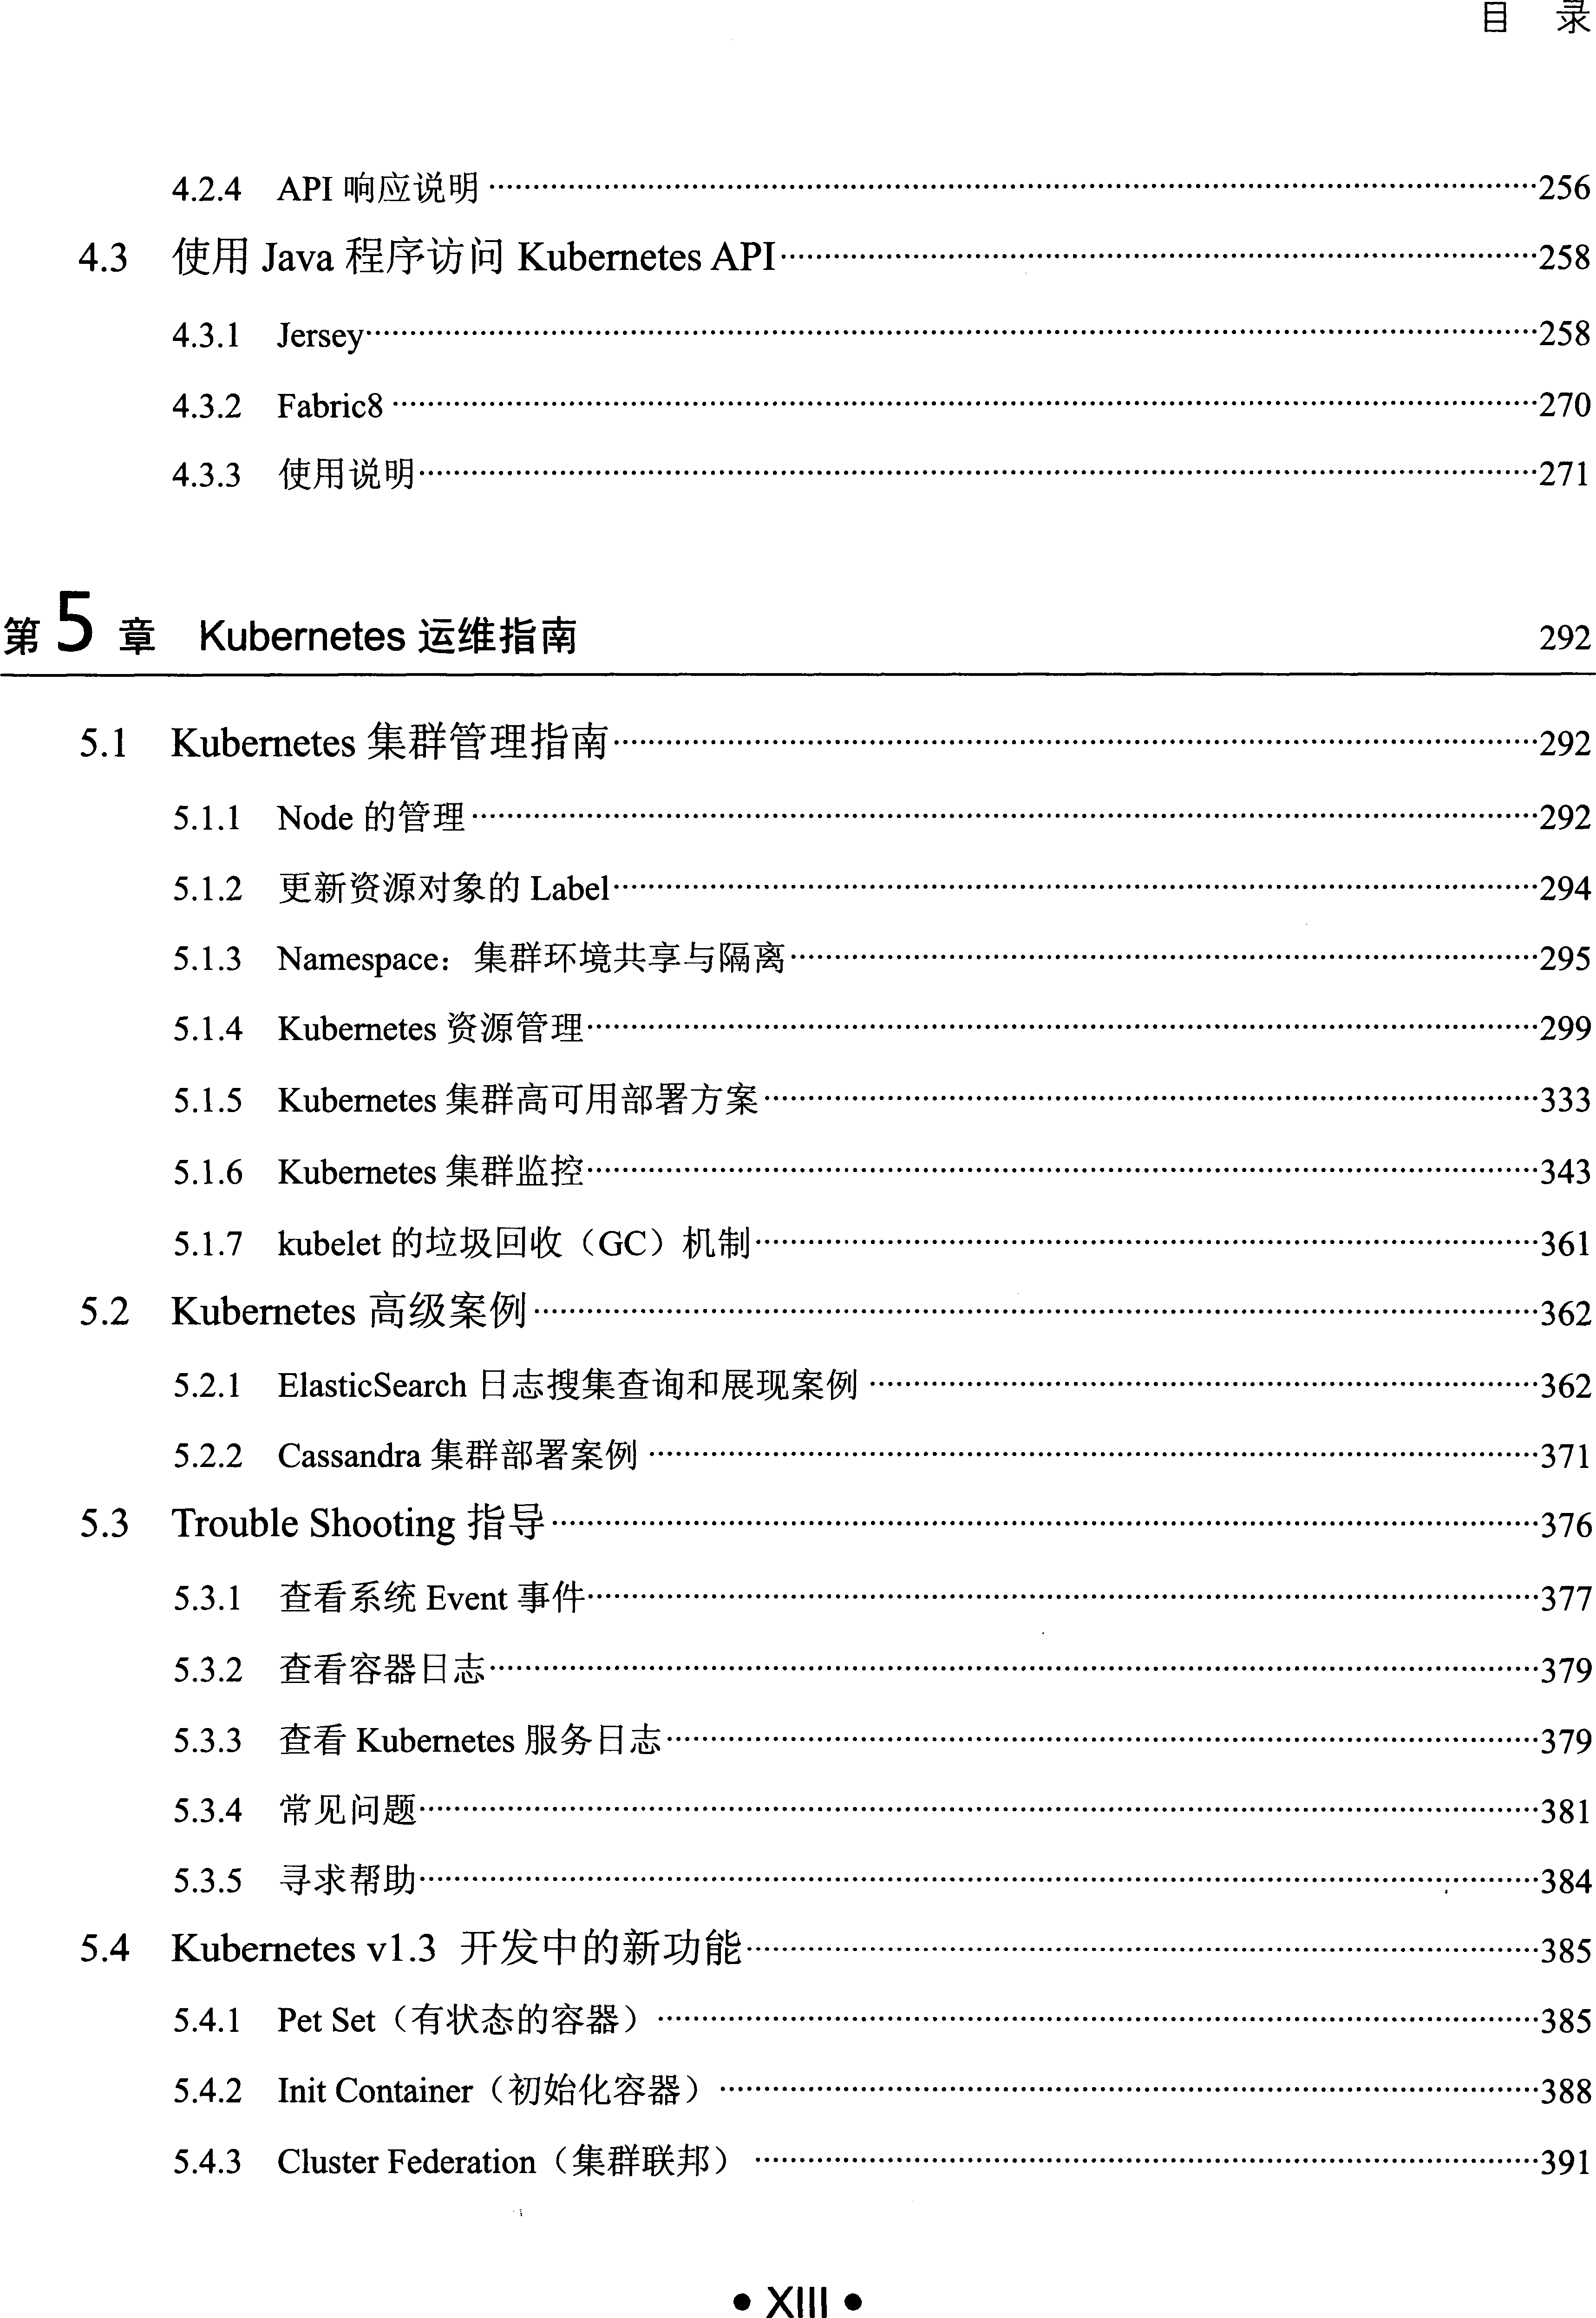 目 录
4.2.4 API 响应说明 256
4.3 使用 Java 程序访问 Kubernetes API 258
4.3.1 Jersey 258
4.3.2 Fabric8 270
4.3.3 使用说明 271
第 5 章 Kubernetes 运维指南 292
5.1 Kubernetes 集群管理指南 292
5.1.1 Node 的管理 292
5.1.2 更新资源对象的 Label 294
5.1.3 Namespace：集群环境共享与隔离 295
5.1.4 Kubernetes 资源管理 299
5.1.5 Kubernetes 集群高可用部署方案 333
5.1.6 Kubernetes 集群监控 343
5.1.7 kubelet 的垃圾回收（GC）机制 361
5.2 Kubernetes 高级案例 362
5.2.1 ElasticSearch 日志搜集查询和展现案例 362
5.2.2 Cassandra 集群部署案例 371
5.3 Trouble Shooting 指导 376
5.3.1 查看系统 Event 事件 377
5.3.2 查看容器日志 379
5.3.3 查看 Kubernetes 服务日志 379
5.3.4 常见问题 381
5.3.5 寻求帮助 384
5.4 Kubernetes v1.3 开发中的新功能 385
5.4.1 Pet Set（有状态的容器） 385
5.4.2 Init Container（初始化容器） 388
5.4.3 Cluster Federation（集群联邦） 391
• XIII •